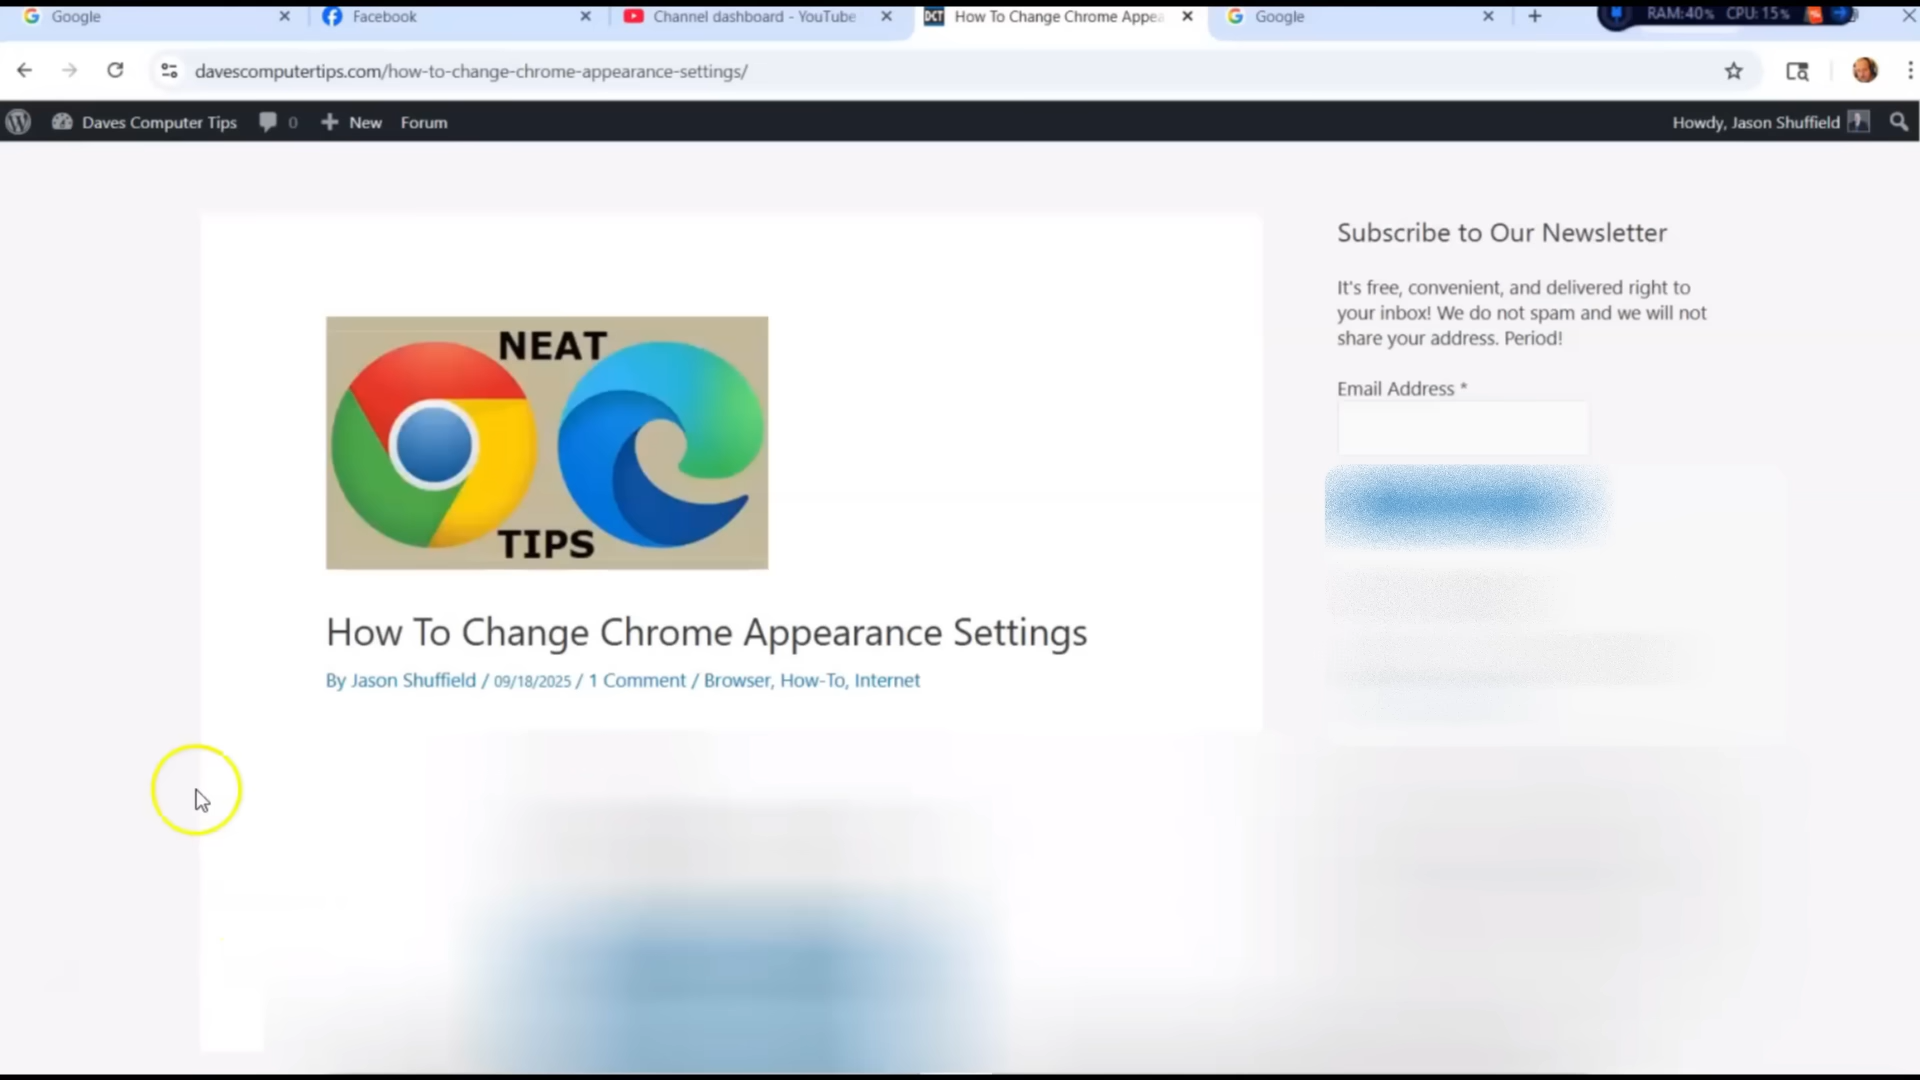 Google
Facebook
Channel dashboard - YouTube
DCT
How To Change Chrome Appea
Google
RAM:40% CPU:15%
davescomputertips.com/how-to-change-chrome-appearance-settings/
Daves Computer Tips
0
New
Forum
Howdy, Jason Shuffield
NEAT
TIPS
How To Change Chrome Appearance Settings
By Jason Shuffield / 09/18/2025 / 1 Comment / Browser, How-To, Internet
Subscribe to Our Newsletter
It's free, convenient, and delivered right to
your inbox! We do not spam and we will not
share your address. Period!
Email Address *